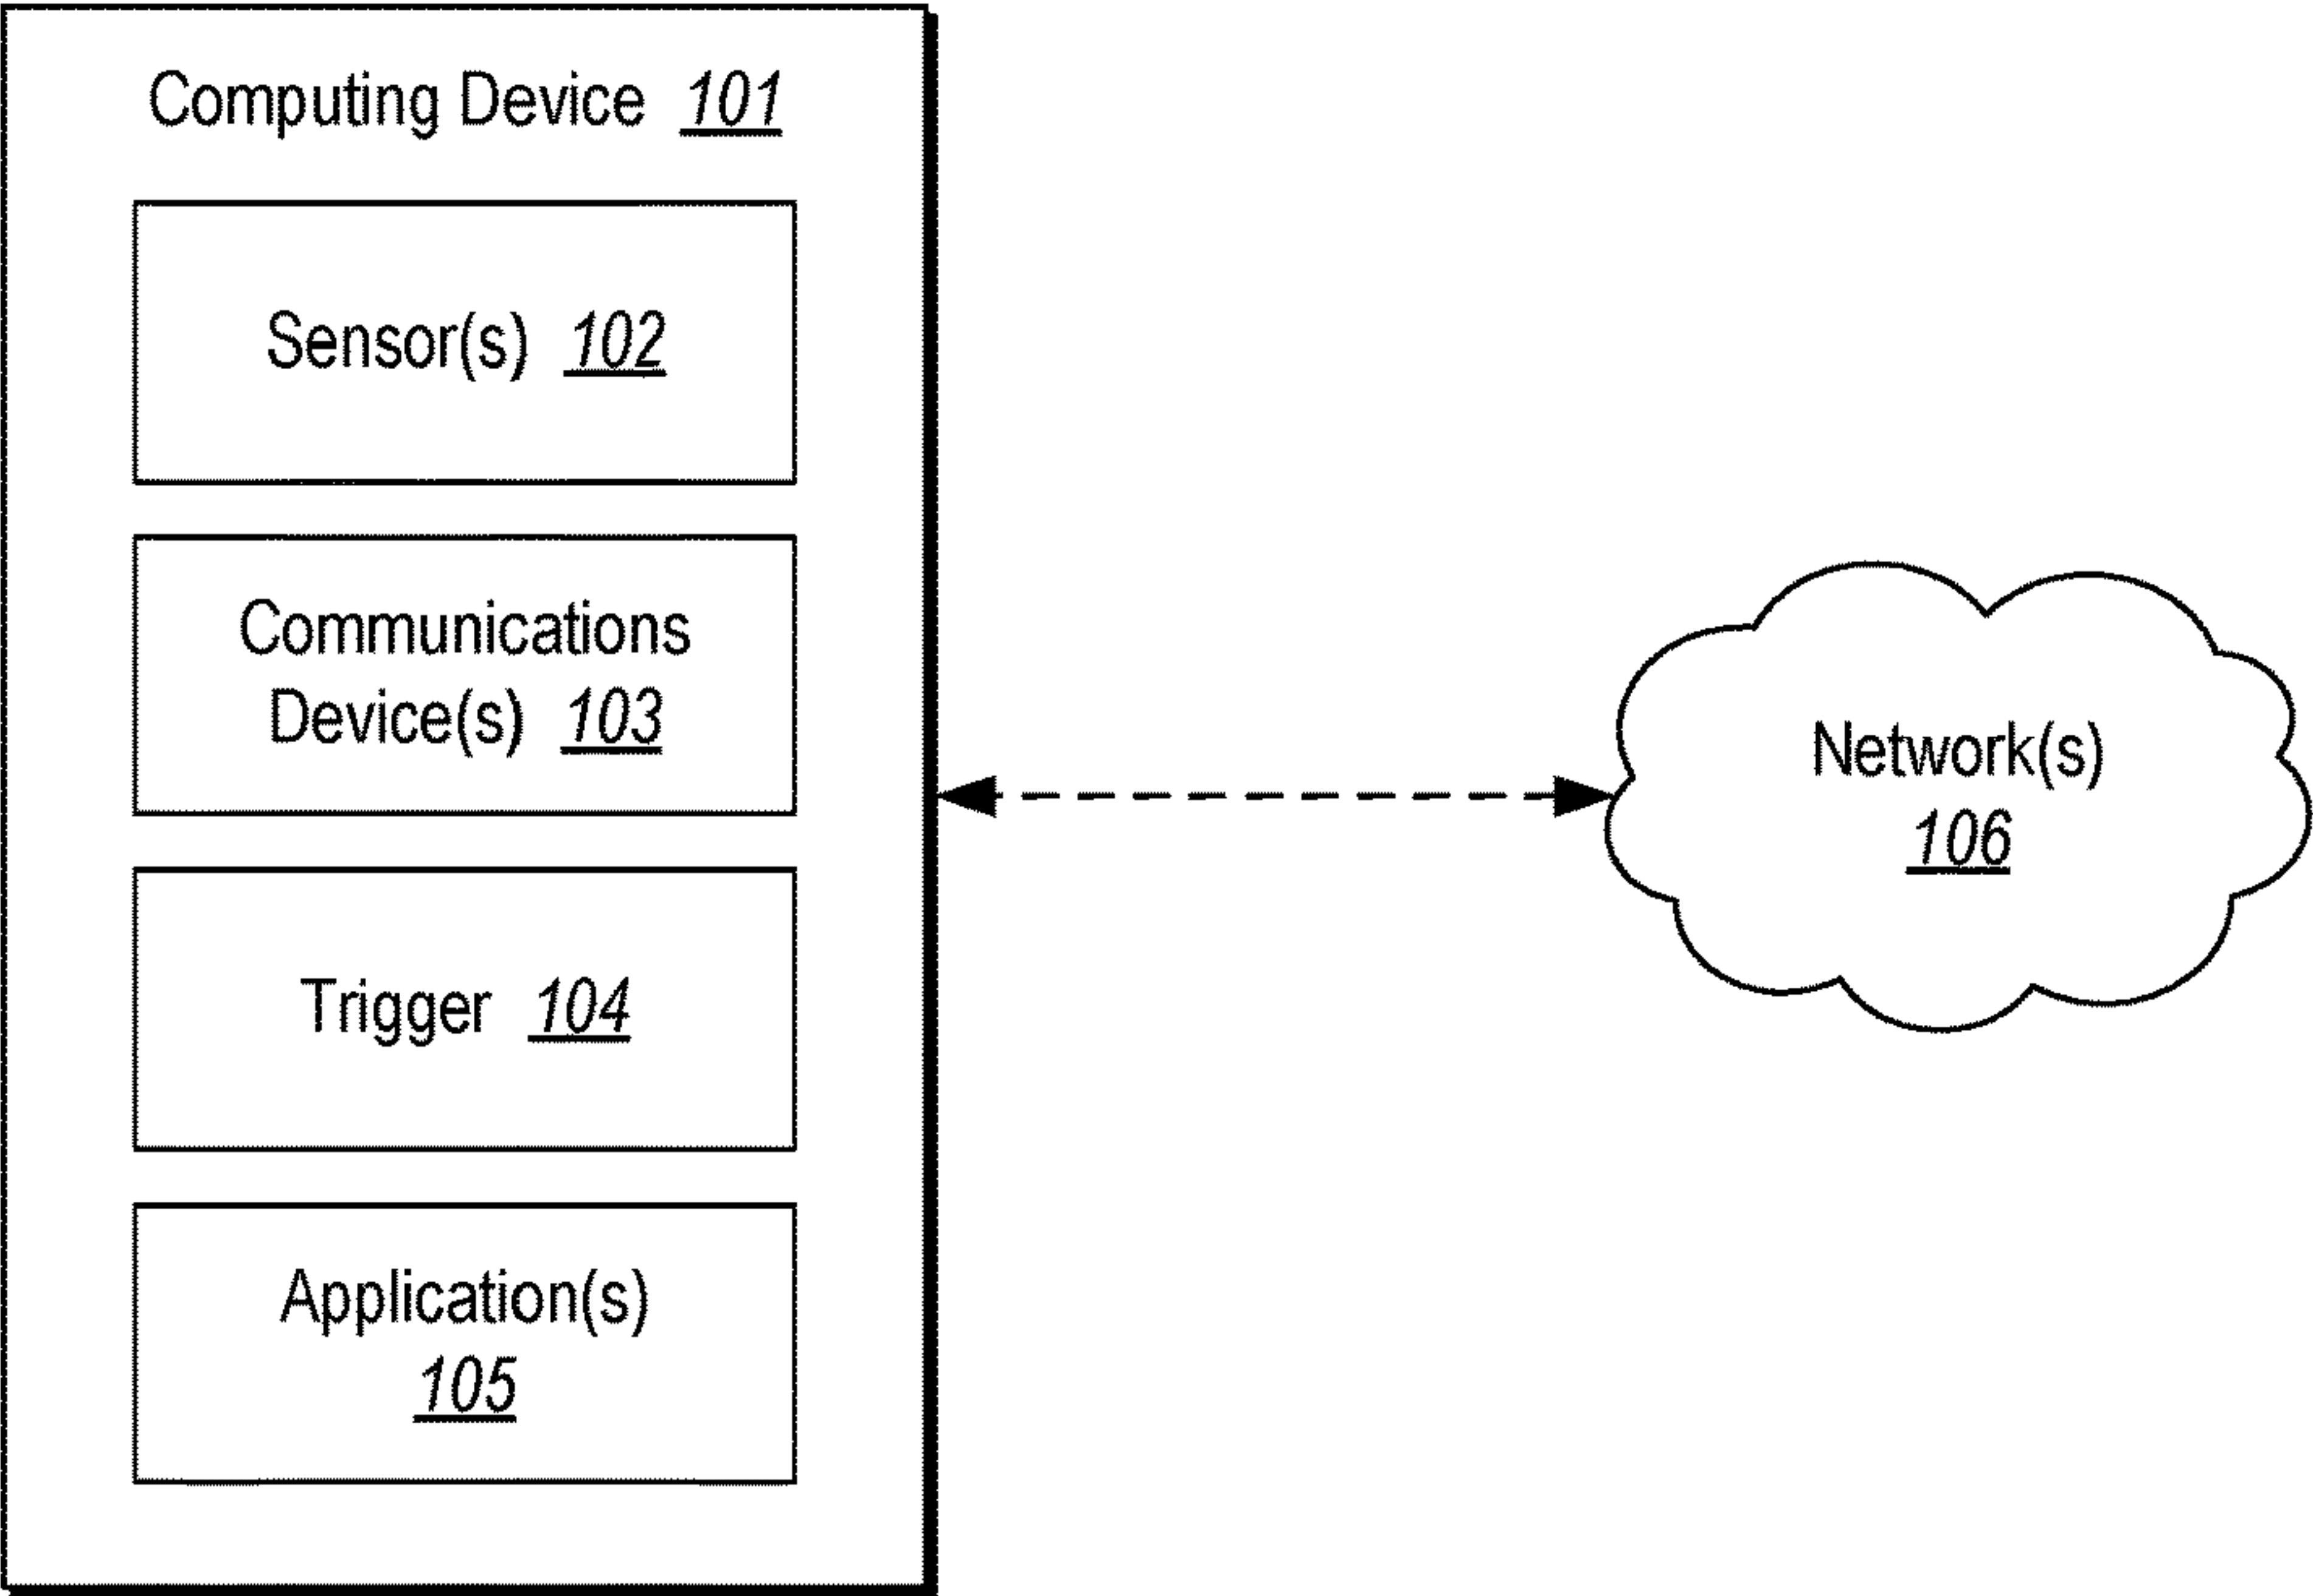 Computing Device 101
Sensor(s) 102
Communications
Device(s) 103
Trigger 104
Application(s)
105
Network(s)
106